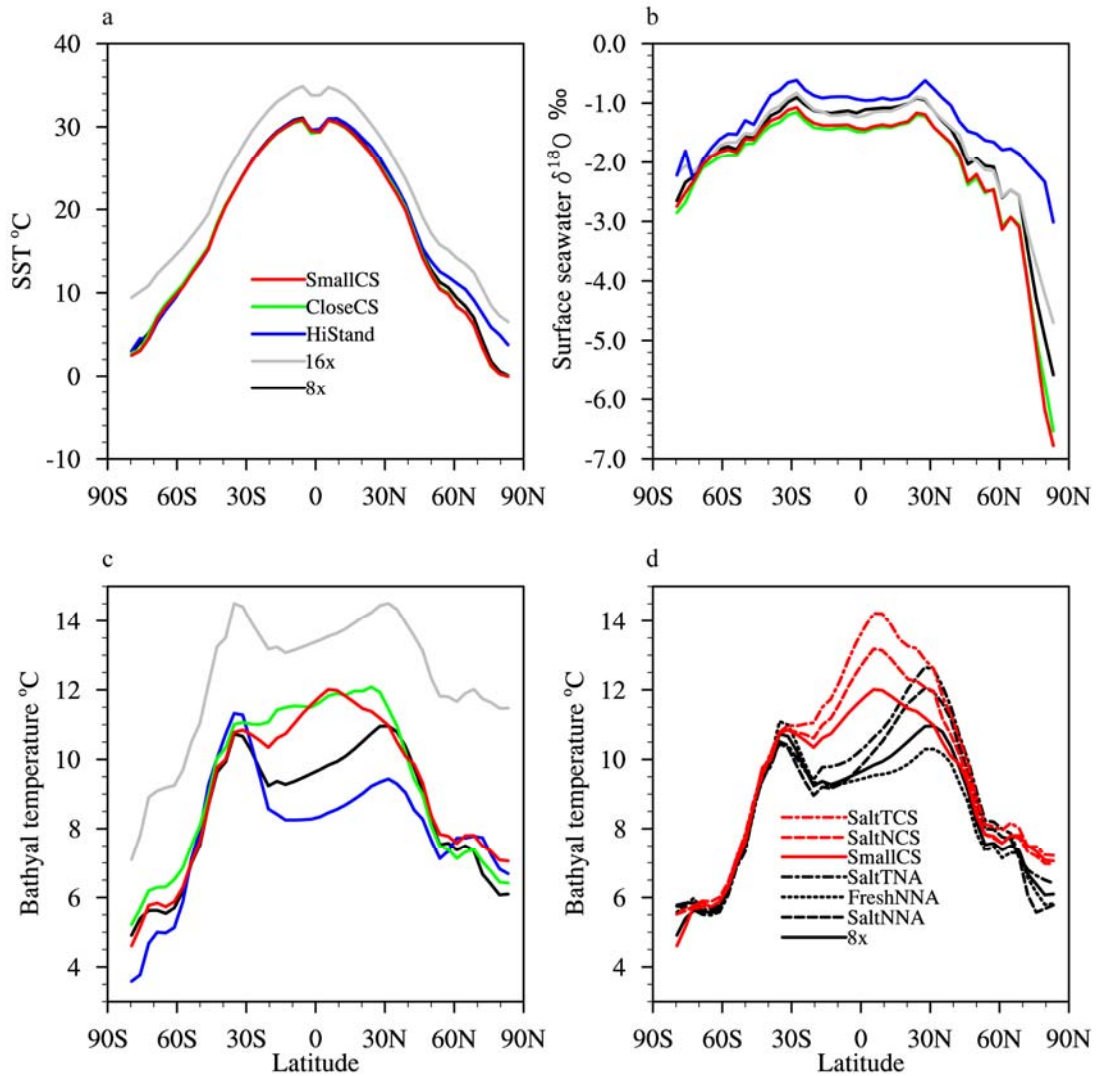 a
SST °C
40
30
20
10
0
-10
SmallCS
CloseCS
HiStand
16x
8x
90S 60S 30S 0 30N 60N 90N
b
Surface seawater δ¹⁸O ‰
0.0
-1.0
-2.0
-3.0
-4.0
-5.0
-6.0
-7.0
90S 60S 30S 0 30N 60N 90N
c
Bathyal temperature °C
14
12
10
8
6
4
90S 60S 30S 0 30N 60N 90N
Latitude
d
Bathyal temperature °C
14
12
10
8
6
4
SaltTCS
SaltNCS
SmallCS
SaltTNA
FreshNNA
SaltNNA
8x
90S 60S 30S 0 30N 60N 90N
Latitude